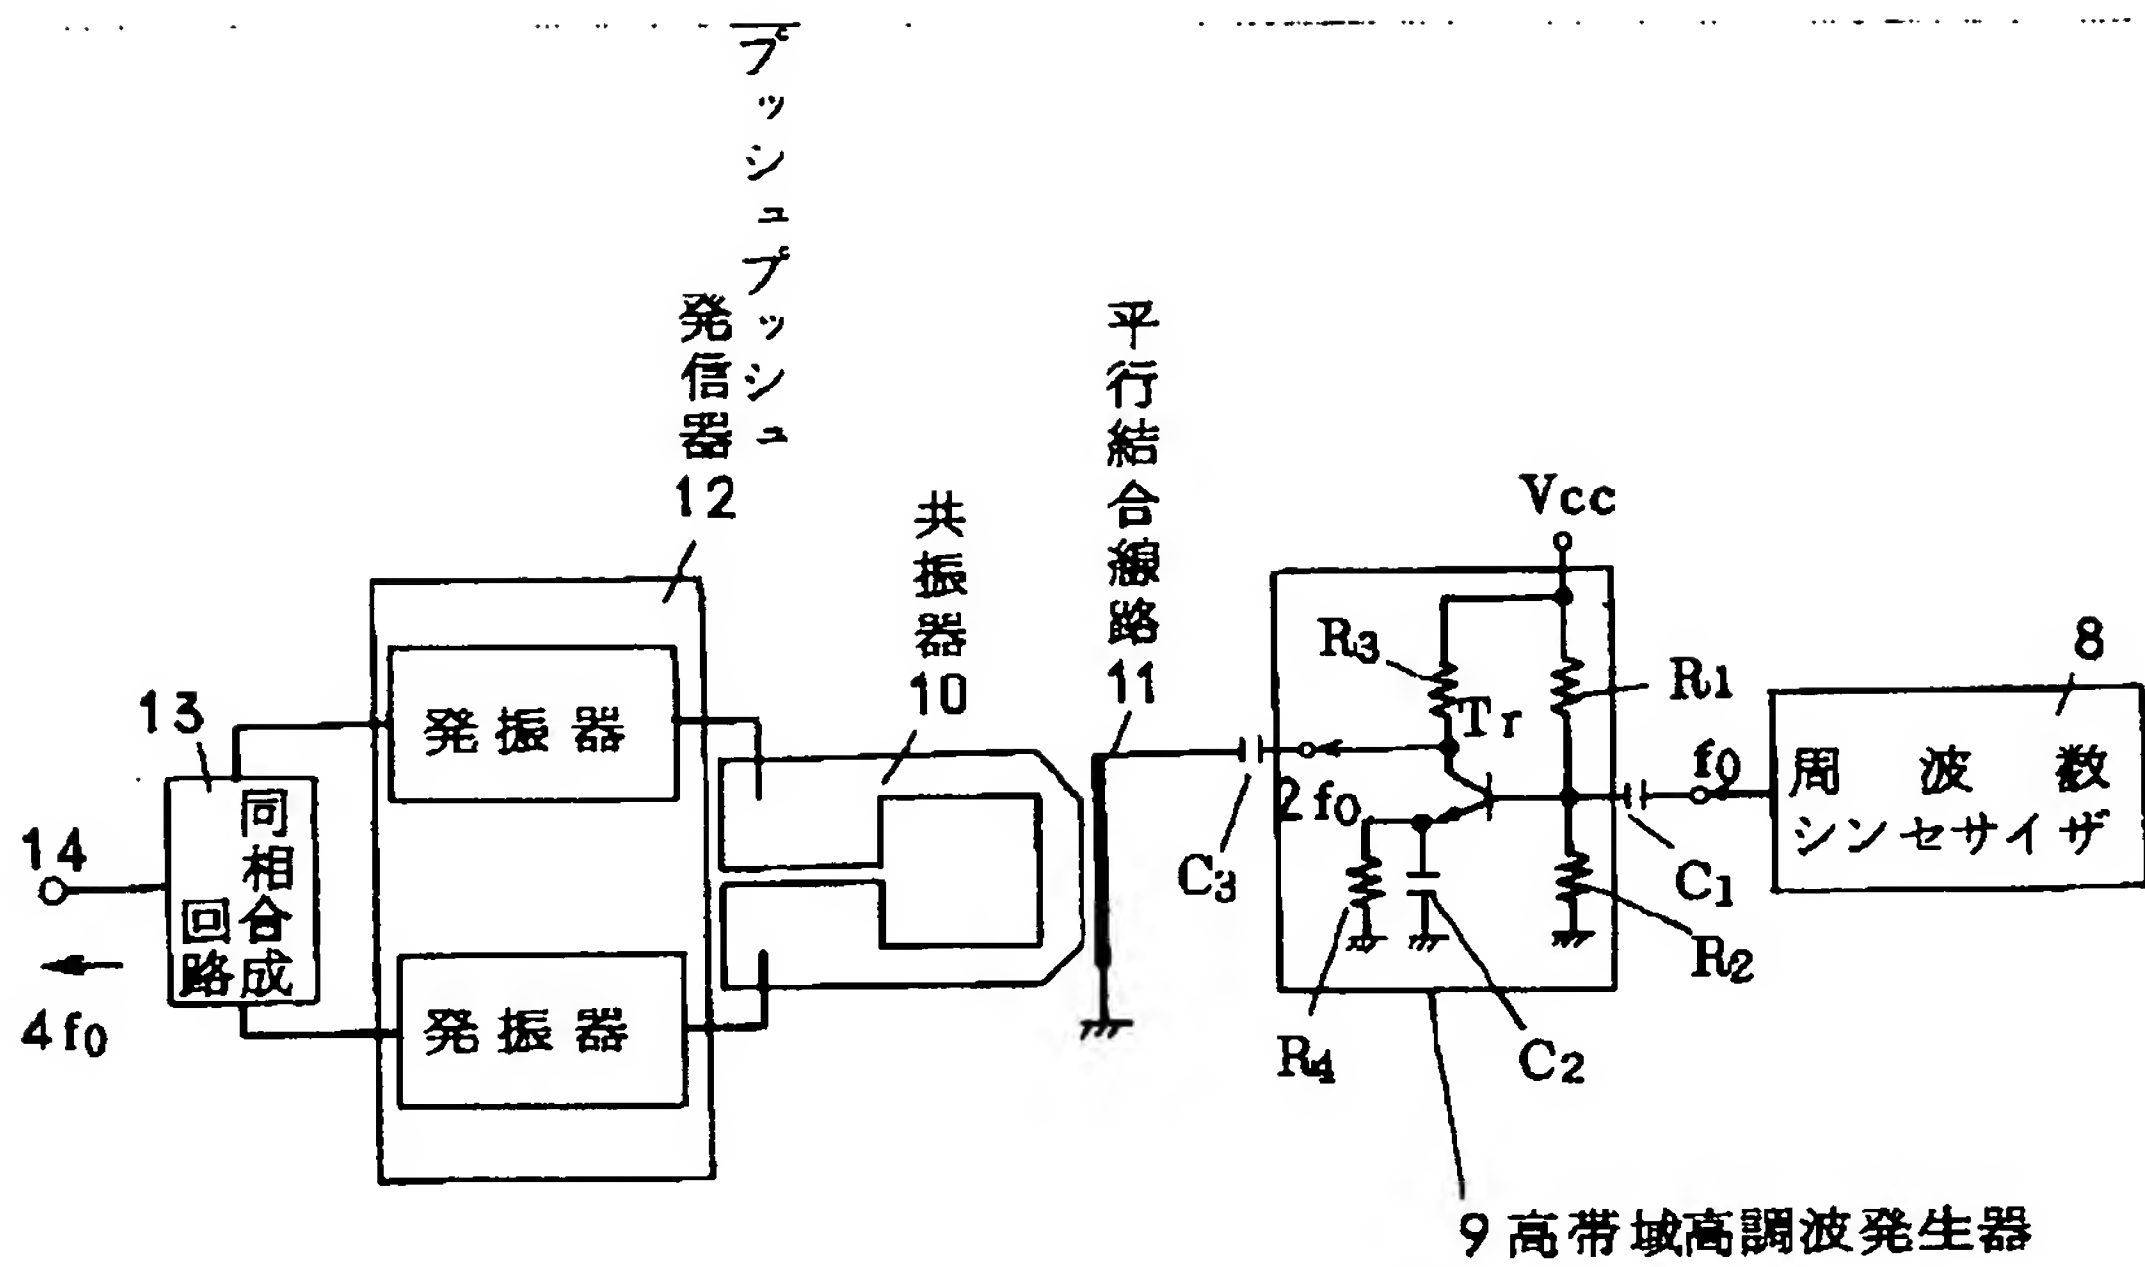 プッシュプッシュ
発信器
12
共振器
10
平行結合線路
11
Vcc
R3
Tr
R1
8
周波数
シンセサイザ
f0
2f0
C3
C1
R2
R4
C2
9高帯域高調波発生器
13
同相合成
回路
14
4f0
発振器
発振器